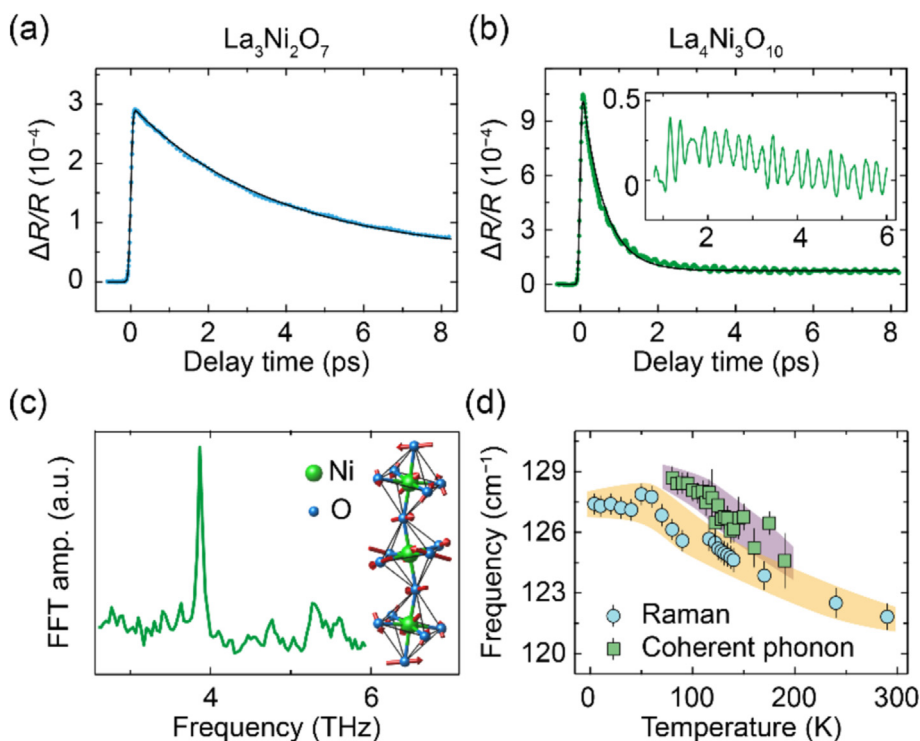 (a)
La₃Ni₂O₇
ΔR/R (10⁻⁴)
3
2
1
0
0 2 4 6 8
Delay time (ps)
(b)
La₄Ni₃O₁₀
ΔR/R (10⁻⁴)
9
6
3
0
0.5
0
2 4 6
0 2 4 6 8
Delay time (ps)
(c)
FFT amp. (a.u.)
Ni
O
4 6
Frequency (THz)
(d)
Frequency (cm⁻¹)
129
126
123
120
Raman
Coherent phonon
0 100 200 300
Temperature (K)